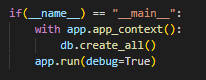 if(__name__) == "__main__":
    with app.app_context():
        db.create_all()
    app.run(debug=True)